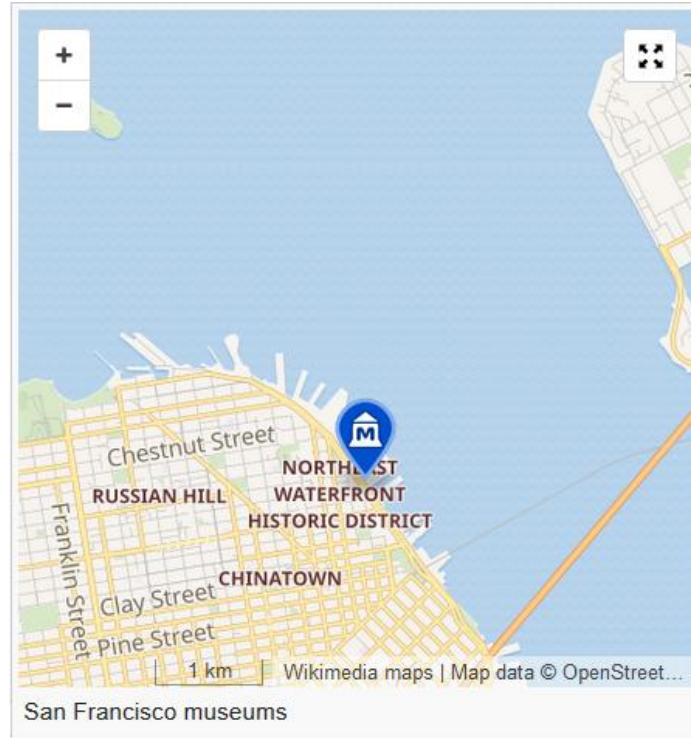 +
−
Chestnut Street
NORTHEAST
WATERFRONT
HISTORIC DISTRICT
RUSSIAN HILL
Franklin Street
CHINATOWN
Clay Street
Pine Street
1 km
Wikimedia maps | Map data © OpenStreet...
San Francisco museums